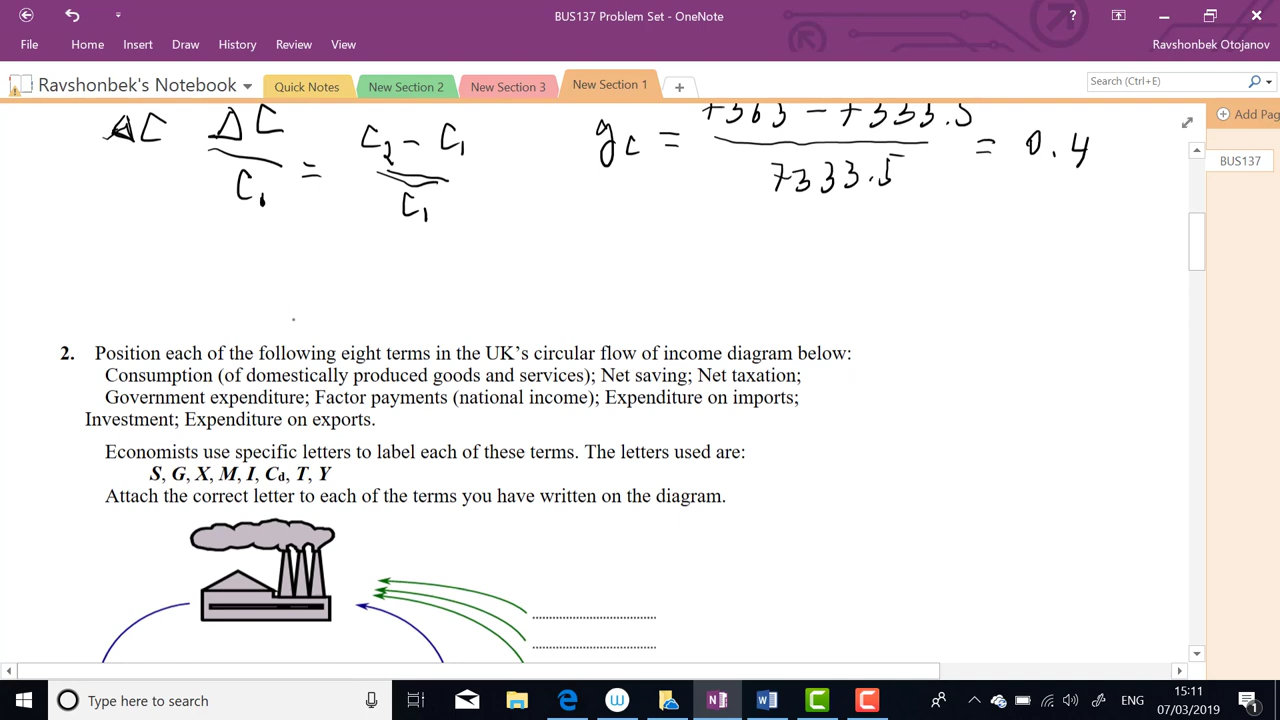 BUS137 Problem Set - OneNote
?
File Home Insert Draw History Review View
Ravshonbek Otojanov
Ravshonbek's Notebook Quick Notes New Section 2 New Section 3 New Section 1
Search (Ctrl+E)
Add Pag
BUS137
ΔC ΔC / C₁ = C₂ - C₁ / C₁
g c = 7363 - 7333.5 / 7333.5 = 0.4
2. Position each of the following eight terms in the UK's circular flow of income diagram below:
Consumption (of domestically produced goods and services); Net saving; Net taxation;
Government expenditure; Factor payments (national income); Expenditure on imports;
Investment; Expenditure on exports.
Economists use specific letters to label each of these terms. The letters used are:
S, G, X, M, I, Cd, T, Y
Attach the correct letter to each of the terms you have written on the diagram.
Type here to search
ENG
15:11
07/03/2019
1